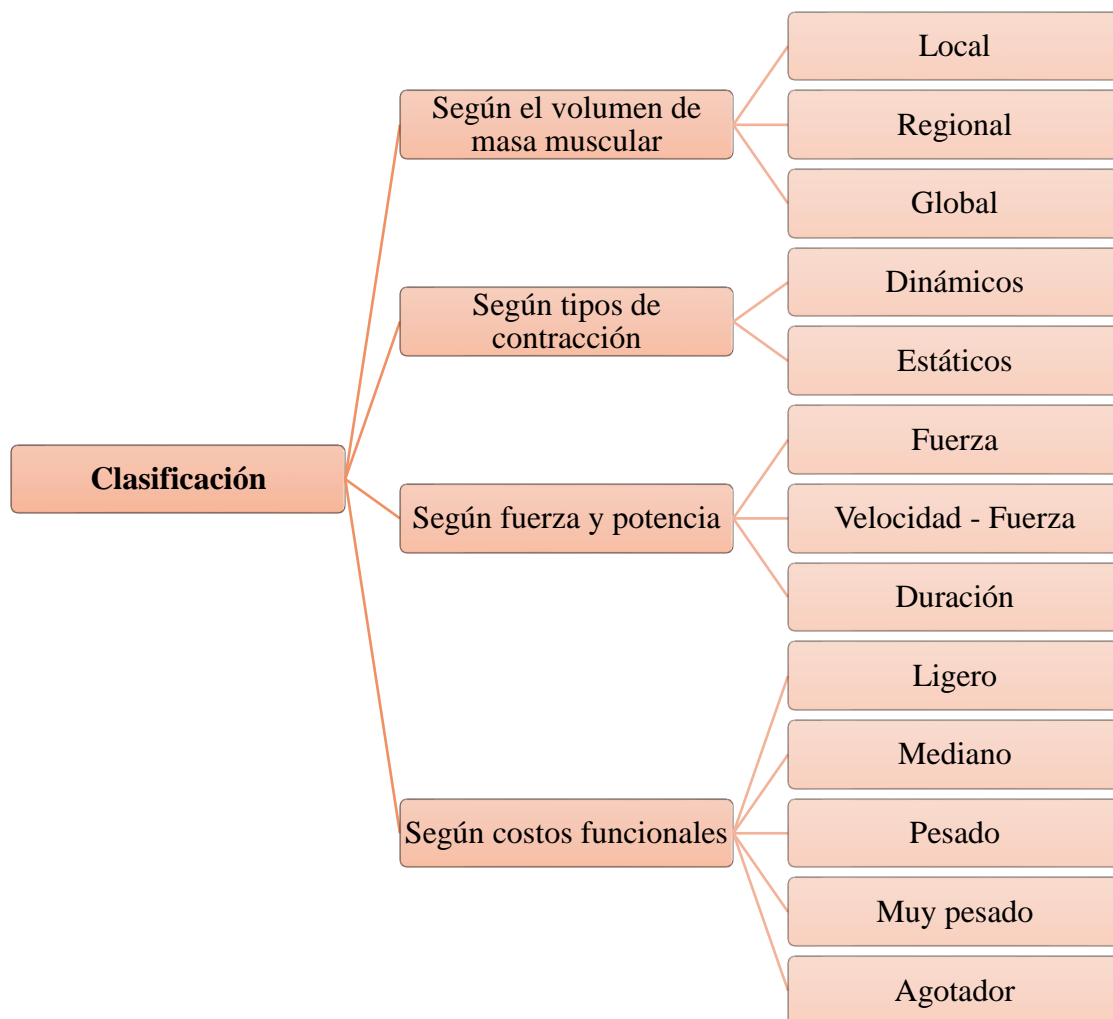 Clasificación
Según el volumen de
masa muscular
Local
Regional
Global
Según tipos de
contracción
Dinámicos
Estáticos
Según fuerza y potencia
Fuerza
Velocidad - Fuerza
Duración
Según costos funcionales
Ligero
Mediano
Pesado
Muy pesado
Agotador